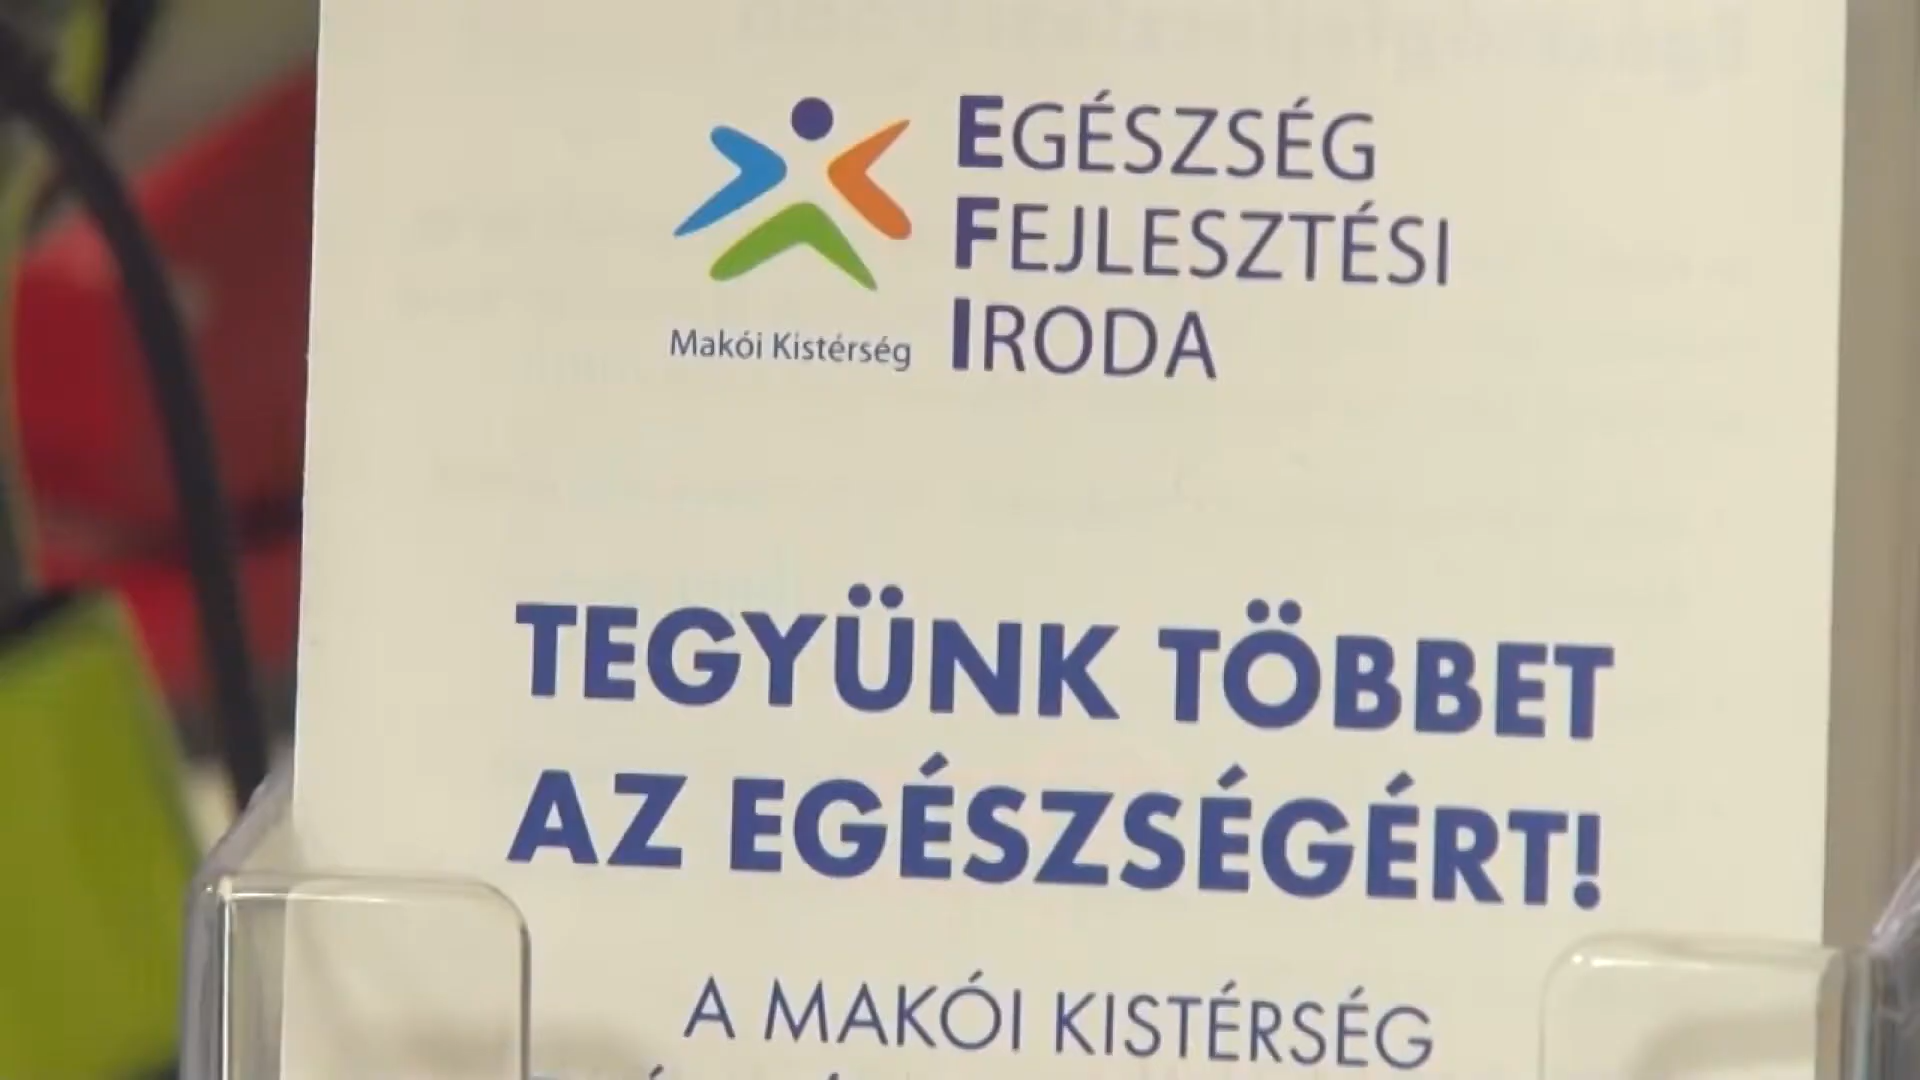 EGÉSZSÉG
FEJLESZTÉSI
IRODA
Makói Kistérség
TEGYÜNK TÖBBET
AZ EGÉSZSÉGÉRT!
A MAKÓI KISTÉRSÉG